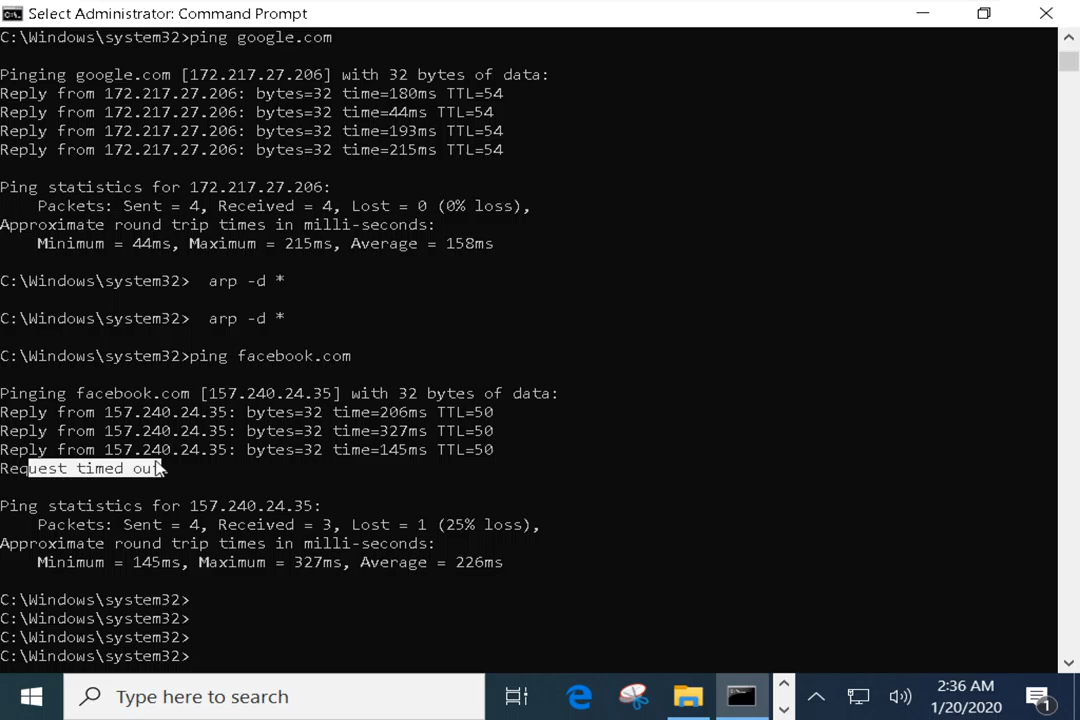 Select Administrator: Command Prompt
C:\Windows\system32>ping google.com
Pinging google.com [172.217.27.206] with 32 bytes of data:
Reply from 172.217.27.206: bytes=32 time=180ms TTL=54
Reply from 172.217.27.206: bytes=32 time=44ms TTL=54
Reply from 172.217.27.206: bytes=32 time=193ms TTL=54
Reply from 172.217.27.206: bytes=32 time=215ms TTL=54
Ping statistics for 172.217.27.206:
Packets: Sent = 4, Received = 4, Lost = 0 (0% loss),
Approximate round trip times in milli-seconds:
Minimum = 44ms, Maximum = 215ms, Average = 158ms
C:\Windows\system32>  arp -d *
C:\Windows\system32>  arp -d *
C:\Windows\system32>ping facebook.com
Pinging facebook.com [157.240.24.35] with 32 bytes of data:
Reply from 157.240.24.35: bytes=32 time=206ms TTL=50
Reply from 157.240.24.35: bytes=32 time=327ms TTL=50
Reply from 157.240.24.35: bytes=32 time=145ms TTL=50
Request timed out
Ping statistics for 157.240.24.35:
Packets: Sent = 4, Received = 3, Lost = 1 (25% loss),
Approximate round trip times in milli-seconds:
Minimum = 145ms, Maximum = 327ms, Average = 226ms
C:\Windows\system32>
C:\Windows\system32>
C:\Windows\system32>
C:\Windows\system32>
Type here to search
2:36 AM
1/20/2020
1